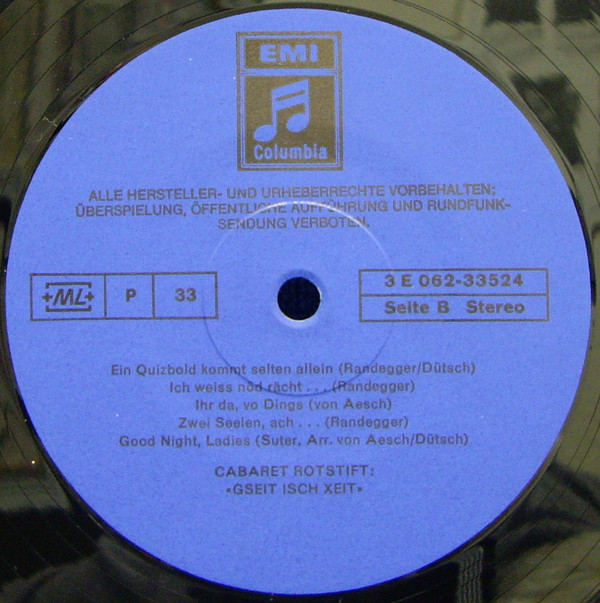 EMI
Columbia
ALLE HERSTELLER- UND URHEBERRECHTE VORBEHALTEN;
ÜBERSPIELUNG, ÖFFENTLICHE AUFFÜHRUNG UND RUNDFUNK-
SENDUNG VERBOTEN.
+ML+ P 33
3 E 062-33524
Seite B Stereo
Ein Quizbold kommt selten allein (Randegger/Dütsch)
Ich weiss nöd rächt . . . (Randegger)
Ihr da, vo Dings (von Aesch)
Zwei Seelen, ach . . . (Randegger)
Good Night, Ladies (Suter, Arr. von Aesch/Dütsch)
CABARET ROTSTIFT:
«GSEIT ISCH XEIT»